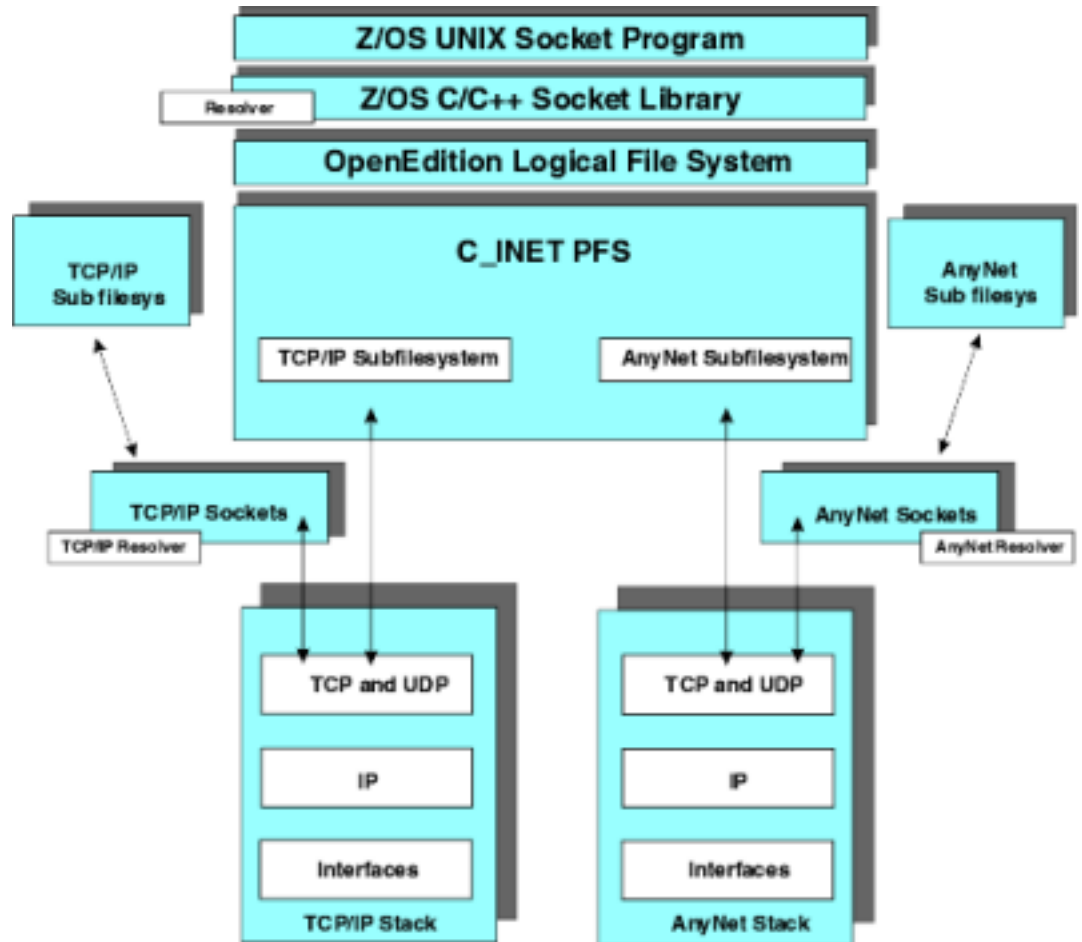 Z/OS UNIX Socket Program
Z/OS C/C++ Socket Library
Resolver
OpenEdition Logical File System
C_INET PFS
TCP/IP
Sub filesys
AnyNet
Sub filesys
TCP/IP Subfilesystem
AnyNet Subfilesystem
TCP/IP Sockets
TCP/IP Resolver
AnyNet Sockets
AnyNet Resolver
TCP and UDP
IP
Interfaces
TCP/IP Stack
TCP and UDP
IP
Interfaces
AnyNet Stack